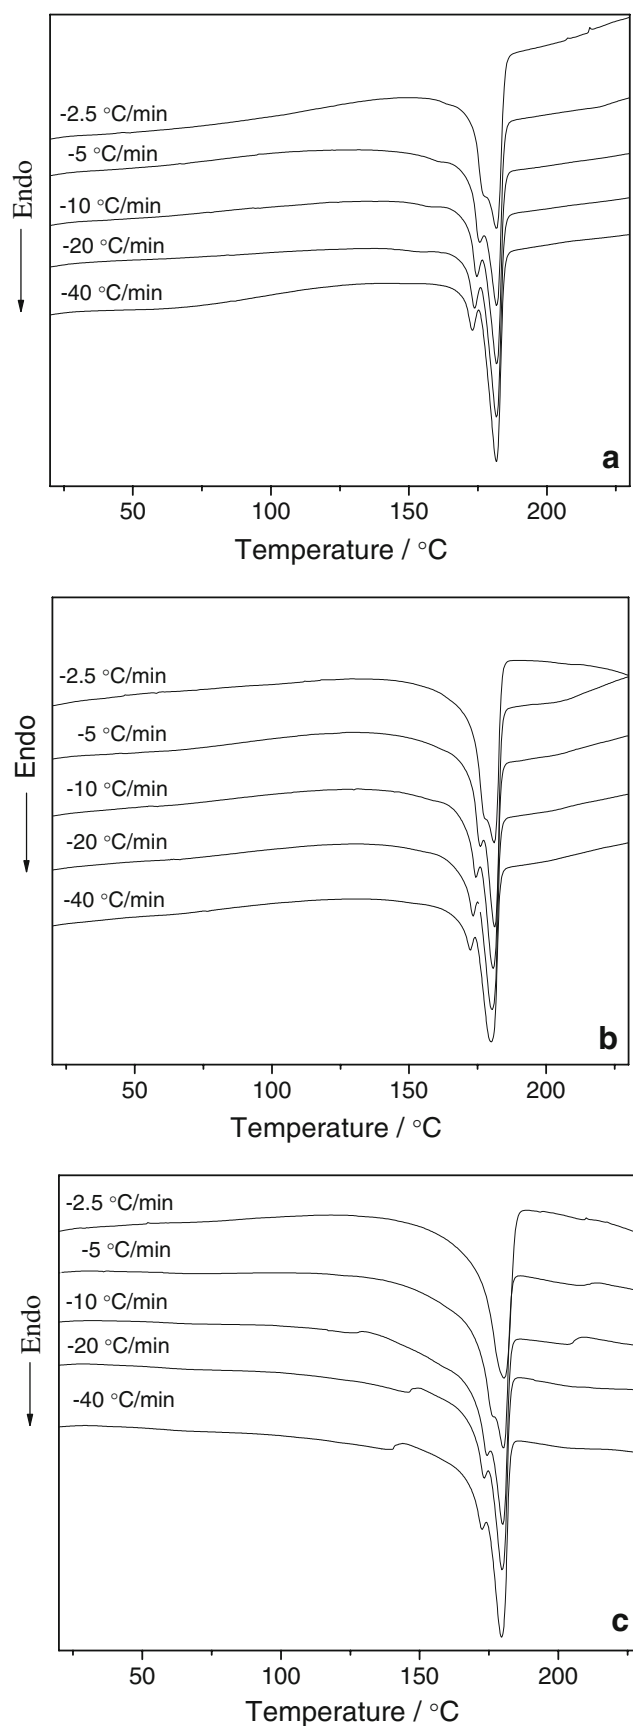 -2.5 °C/min
-5 °C/min
-10 °C/min
-20 °C/min
-40 °C/min
Endo
a
50 100 150 200
Temperature / °C
-2.5 °C/min
-5 °C/min
-10 °C/min
-20 °C/min
-40 °C/min
Endo
b
50 100 150 200
Temperature / °C
-2.5 °C/min
-5 °C/min
-10 °C/min
-20 °C/min
-40 °C/min
Endo
c
50 100 150 200
Temperature / °C